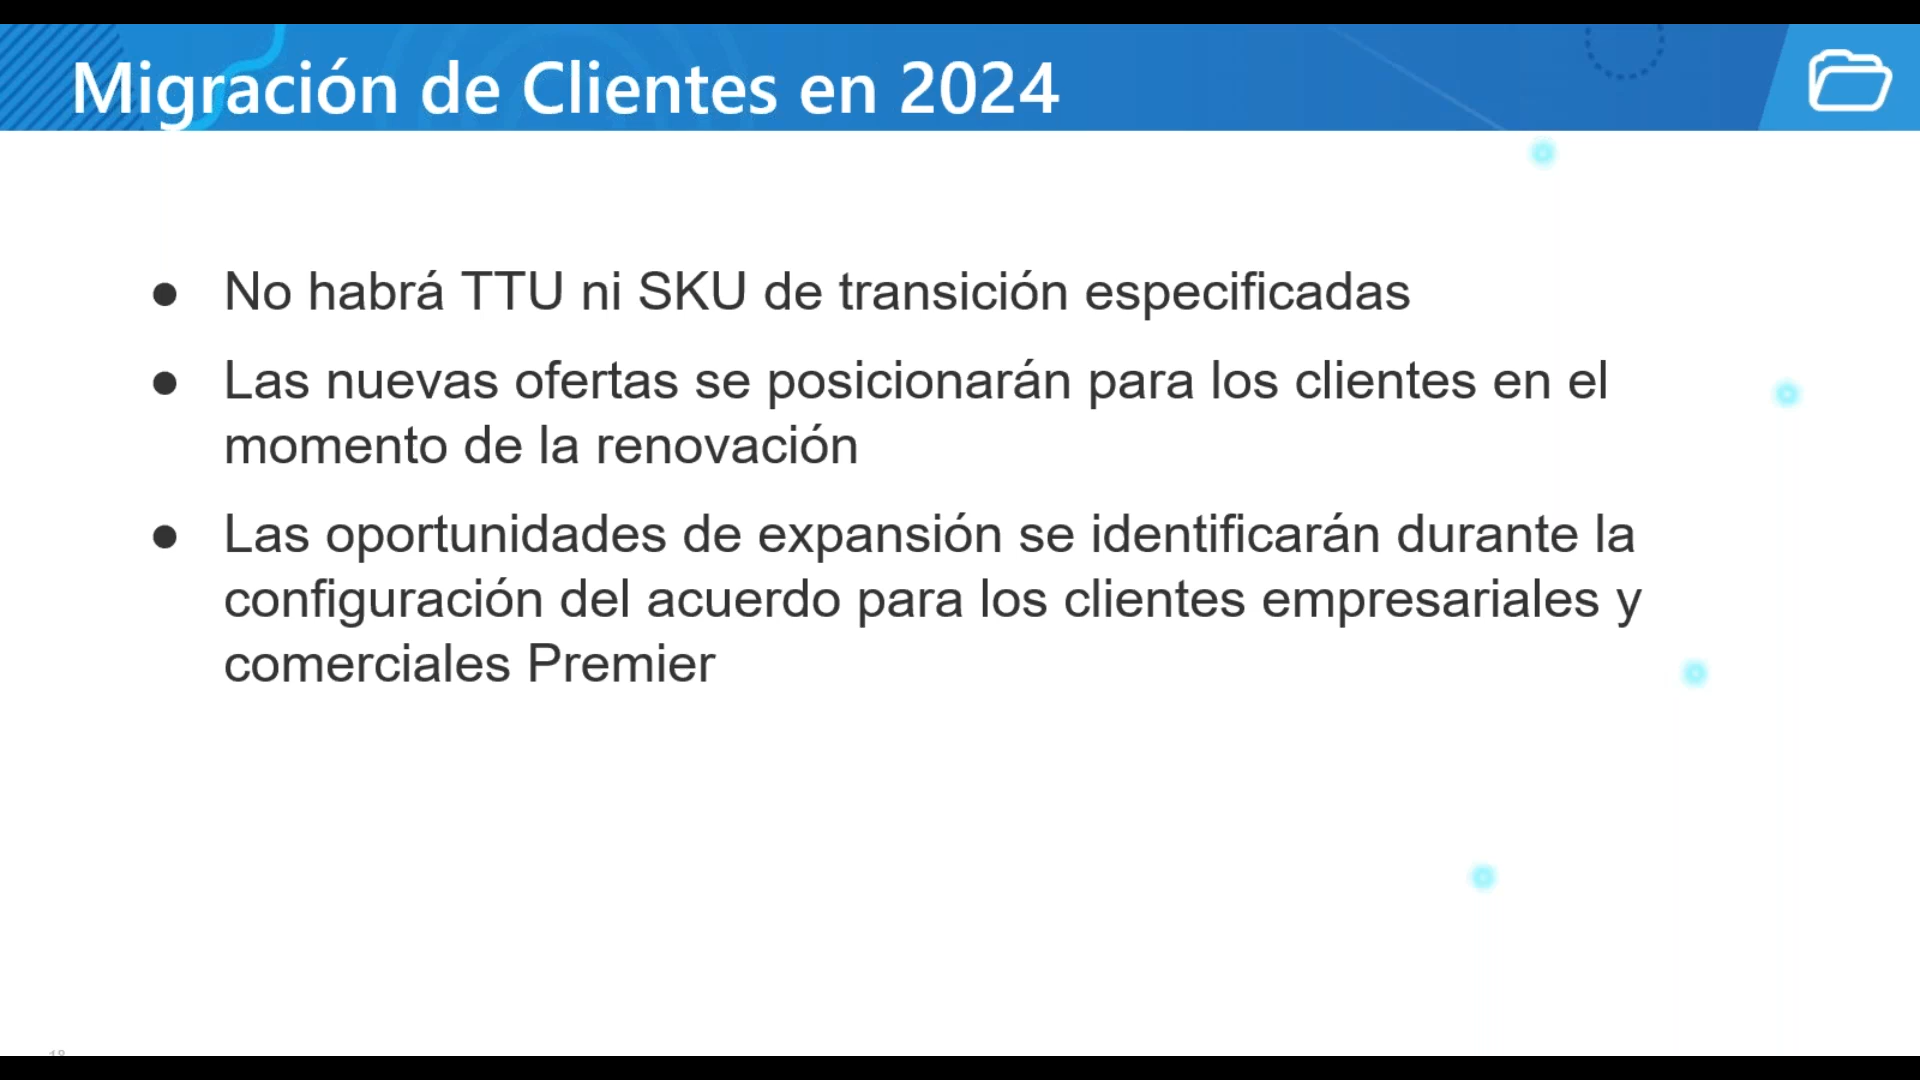 Migración de Clientes en 2024
● No habrá TTU ni SKU de transición especificadas
● Las nuevas ofertas se posicionarán para los clientes en el
momento de la renovación
● Las oportunidades de expansión se identificarán durante la
configuración del acuerdo para los clientes empresariales y
comerciales Premier